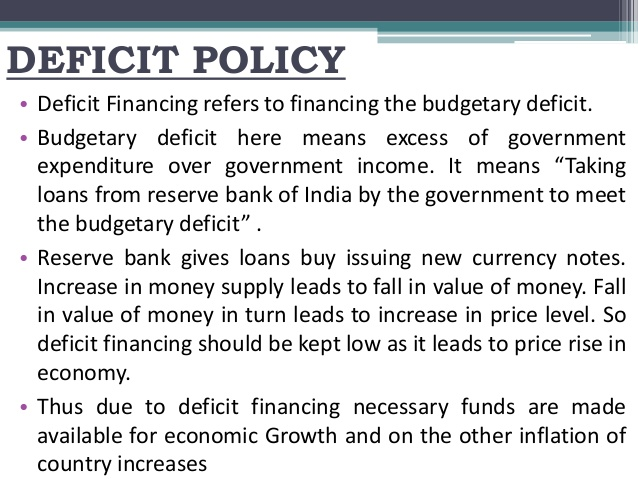 DEFICIT POLICY
• Deficit Financing refers to financing the budgetary deficit.
• Budgetary deficit here means excess of government
expenditure over government income. It means “Taking
loans from reserve bank of India by the government to meet
the budgetary deficit” .
• Reserve bank gives loans buy issuing new currency notes.
Increase in money supply leads to fall in value of money. Fall
in value of money in turn leads to increase in price level. So
deficit financing should be kept low as it leads to price rise in
economy.
• Thus due to deficit financing necessary funds are made
available for economic Growth and on the other inflation of
country increases